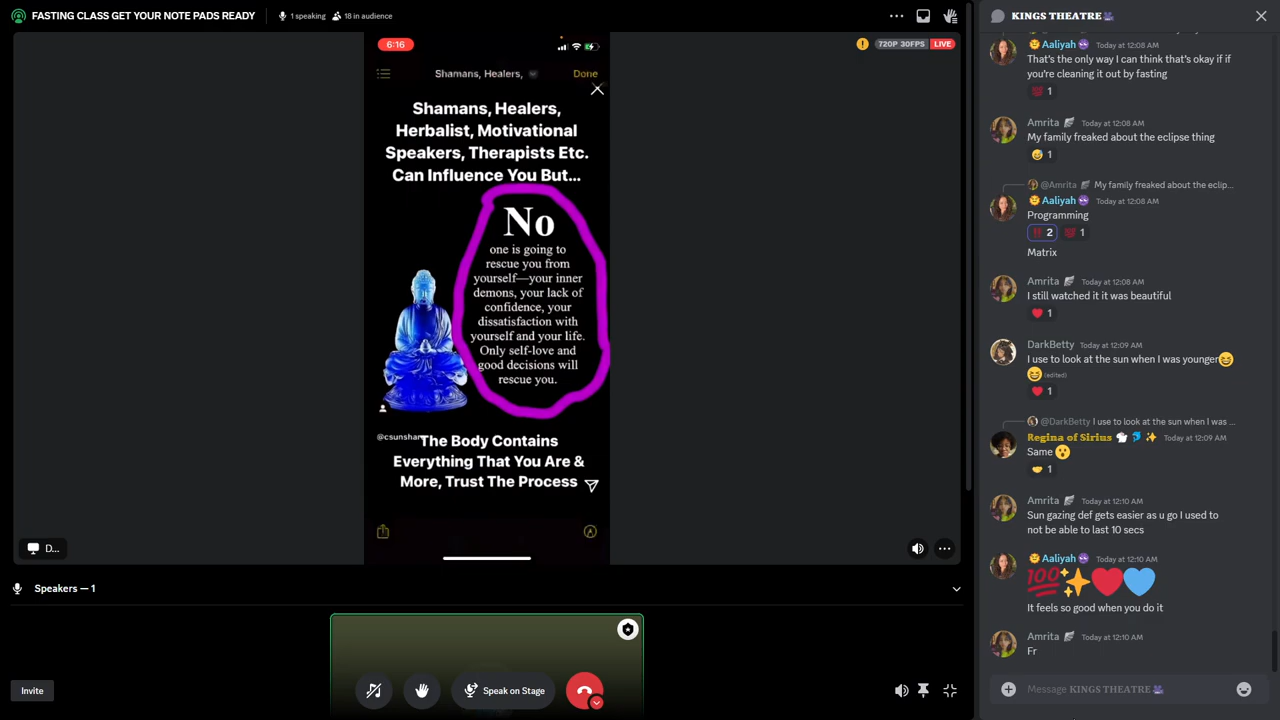 FASTING CLASS GET YOUR NOTE PADS READY
1 speaking
18 in audience
6:16
720P 30FPS
LIVE
Shamans, Healers,
Done
Shamans, Healers,
Herbalist, Motivational
Speakers, Therapists Etc.
Can Influence You But...
No
one is going to
rescue you from
yourself—your inner
demons, your lack of
confidence, your
dissatisfaction with
yourself and your life.
Only self-love and
good decisions will
rescue you.
@csunshan
The Body Contains
Everything That You Are &
More, Trust The Process
D...
Speakers — 1
Invite
Speak on Stage
KINGS THEATRE
Aaliyah Today at 12:08 AM
That's the only way I can think that's okay if if
you're cleaning it out by fasting
1
Amrita Today at 12:08 AM
My family freaked about the eclipse thing
1
@Amrita My family freaked about the eclip...
Aaliyah Today at 12:08 AM
Programming
2 1
Matrix
Amrita Today at 12:08 AM
I still watched it it was beautiful
1
DarkBetty Today at 12:09 AM
I use to look at the sun when I was younger
(edited)
1
@DarkBetty I use to look at the sun when I was ...
Regina of Sirius Today at 12:09 AM
Same
1
Amrita Today at 12:10 AM
Sun gazing def gets easier as u go I used to
not be able to last 10 secs
Aaliyah Today at 12:10 AM
100
It feels so good when you do it
Amrita Today at 12:10 AM
Fr
Message KINGS THEATRE